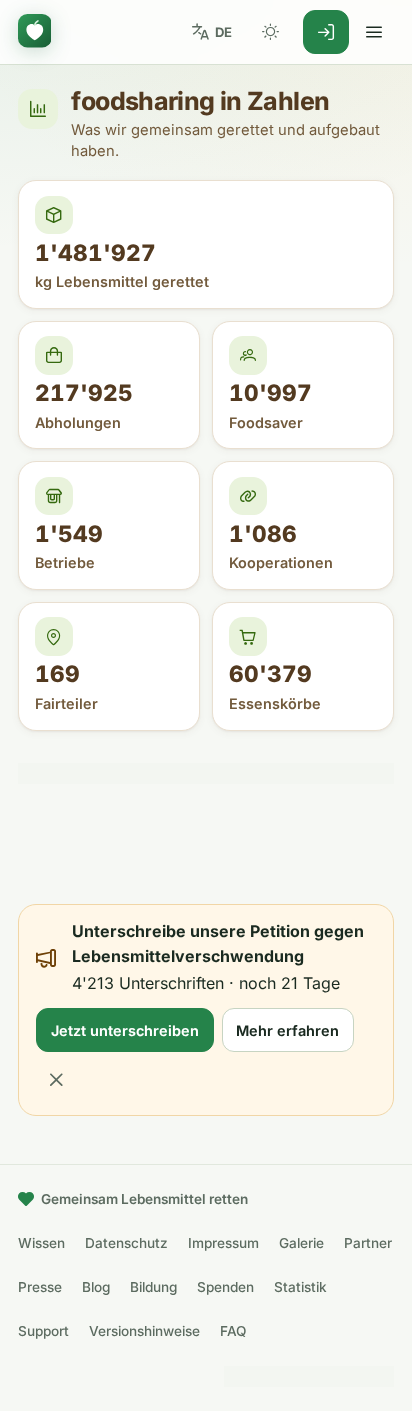 DE
foodsharing in Zahlen
Was wir gemeinsam gerettet und aufgebaut
haben.
1'481'927
kg Lebensmittel gerettet
217'925
Abholungen
10'997
Foodsaver
1'549
Betriebe
1'086
Kooperationen
169
Fairteiler
60'379
Essenskörbe
Unterschreibe unsere Petition gegen
Lebensmittelverschwendung
4'213 Unterschriften · noch 21 Tage
Jetzt unterschreiben
Mehr erfahren
Gemeinsam Lebensmittel retten
Wissen Datenschutz Impressum Galerie Partner
Presse Blog Bildung Spenden Statistik
Support Versionshinweise FAQ